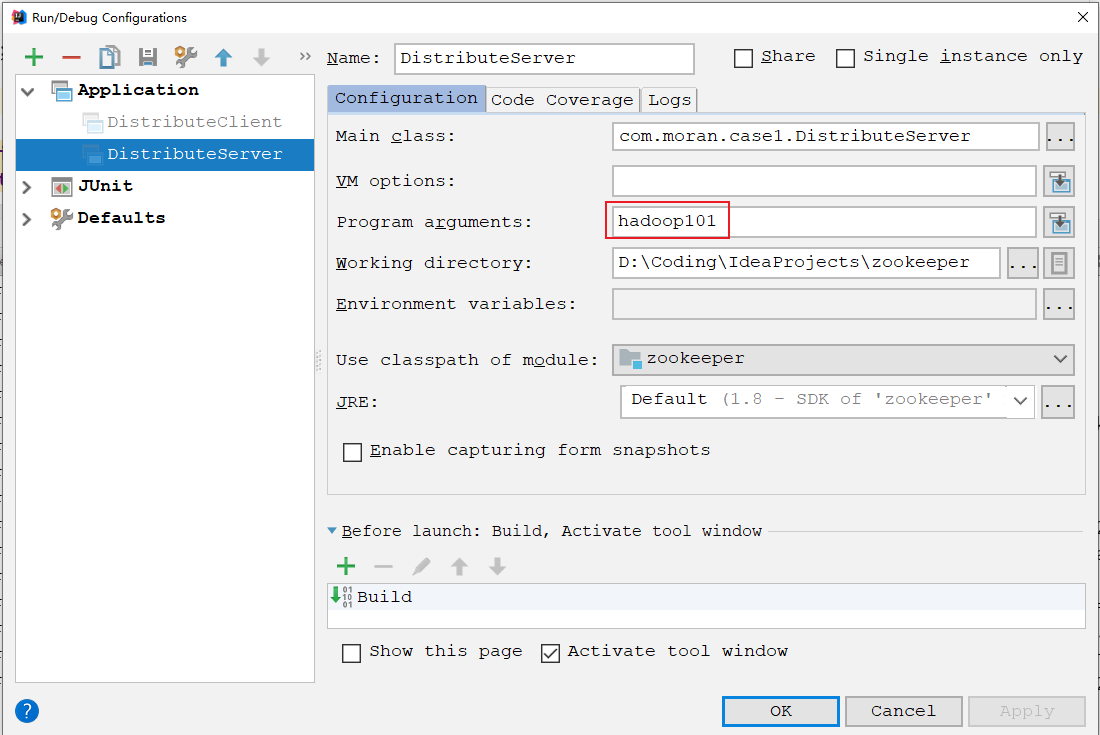 Run/Debug Configurations
Name: DistributeServer Share Single instance only
Application
DistributeClient
DistributeServer
JUnit
Defaults
Configuration Code Coverage Logs
Main class: com.moran.case1.DistributeServer ...
VM options:
Program arguments: hadoop101
Working directory: D:\Coding\IdeaProjects\zookeeper ...
Environment variables: ...
Use classpath of module: zookeeper
JRE: Default (1.8 - SDK of 'zookeeper' ...
Enable capturing form snapshots
Before launch: Build, Activate tool window
Build
Show this page Activate tool window
? OK Cancel Apply